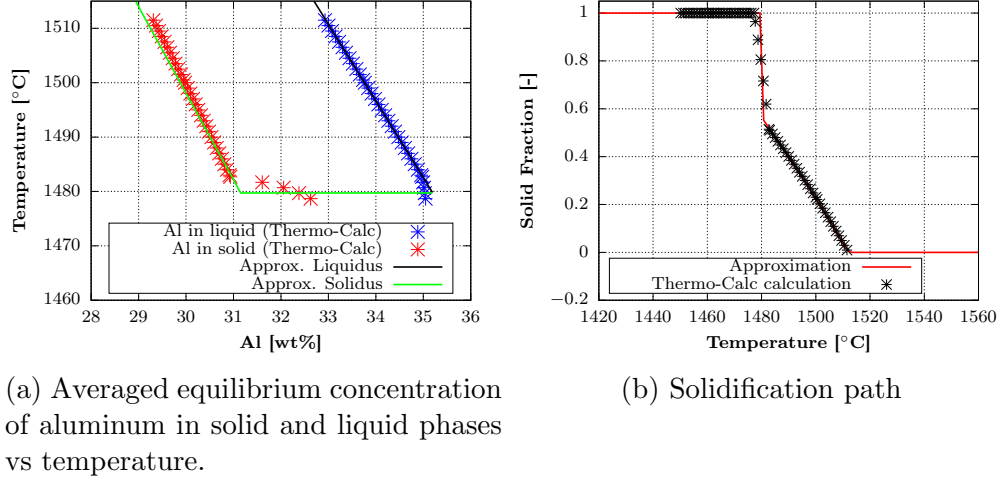 1510
1500
1490
1480
1470
1460
28 29 30 31 32 33 34 35 36
Temperature [°C]
Al [wt%]
Al in liquid (Thermo-Calc)
Al in solid (Thermo-Calc)
Approx. Liquidus
Approx. Solidus
1
0.8
0.6
0.4
0.2
0
−0.2
1420 1440 1460 1480 1500 1520 1540 1560
Solid Fraction [-]
Temperature [°C]
Approximation
Thermo-Calc calculation
(a) Averaged equilibrium concentration
of aluminum in solid and liquid phases
vs temperature.
(b) Solidification path